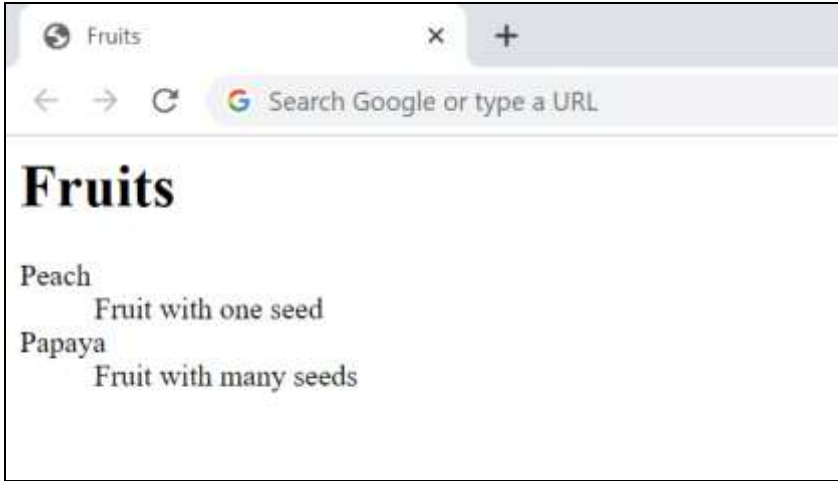 Fruits
Search Google or type a URL
Fruits
Peach
Fruit with one seed
Papaya
Fruit with many seeds